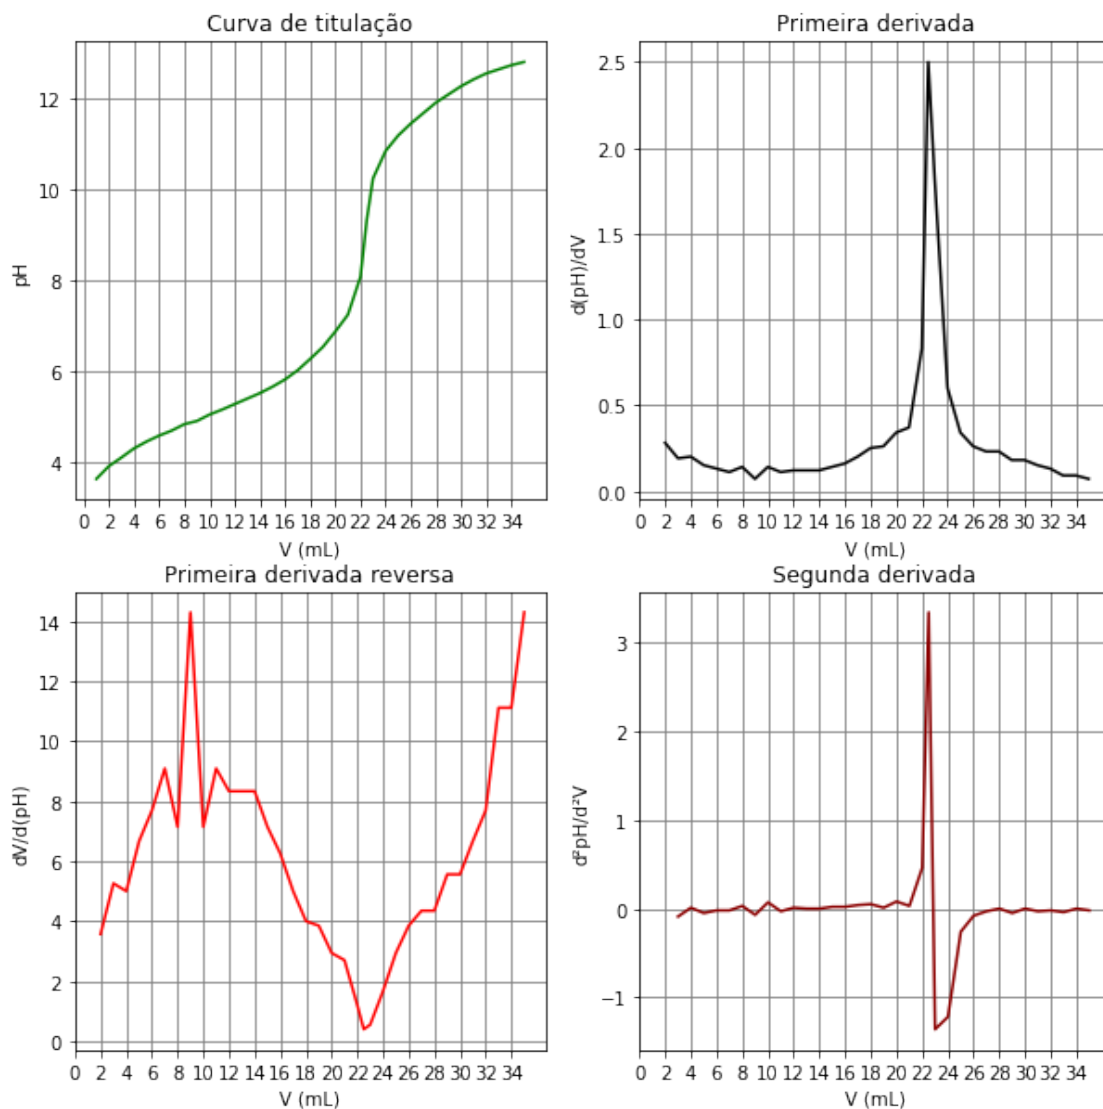 Curva de titulação
12
10
8
6
4
pH
0 2 4 6 8 10 12 14 16 18 20 22 24 26 28 30 32 34
V (mL)
Primeira derivada
2.5
2.0
1.5
1.0
0.5
0.0
d(pH)/dV
0 2 4 6 8 10 12 14 16 18 20 22 24 26 28 30 32 34
V (mL)
Primeira derivada reversa
14
12
10
8
6
4
2
0
dV/d(pH)
0 2 4 6 8 10 12 14 16 18 20 22 24 26 28 30 32 34
V (mL)
Segunda derivada
3
2
1
0
−1
d²pH/d²V
0 2 4 6 8 10 12 14 16 18 20 22 24 26 28 30 32 34
V (mL)